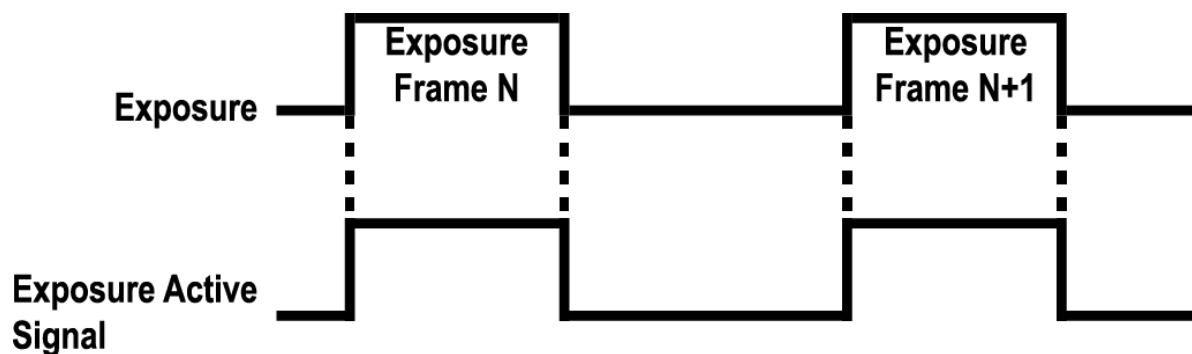 Exposure
Frame N
Exposure
Frame N+1
Exposure
Exposure Active
Signal